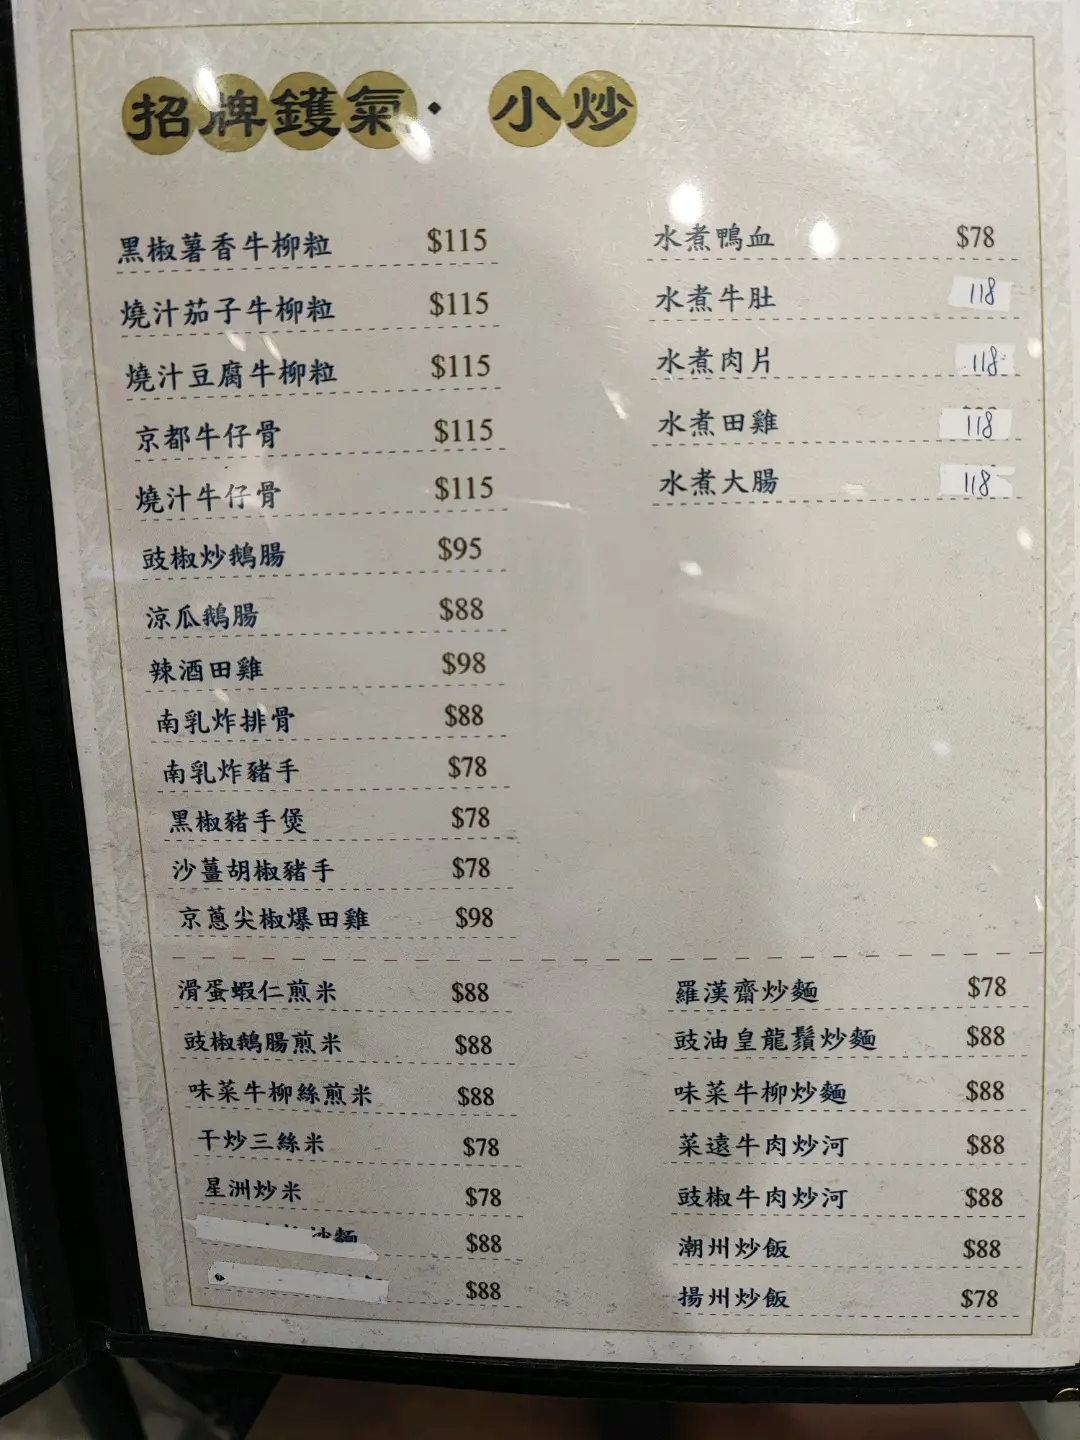 招牌鑊氣· 小炒
黑椒薯香牛柳粒 $115
燒汁茄子牛柳粒 $115
燒汁豆腐牛柳粒 $115
京都牛仔骨 $115
燒汁牛仔骨 $115
豉椒炒鵝腸 $95
涼瓜鵝腸 $88
辣酒田雞 $98
南乳炸排骨 $88
南乳炸豬手 $78
黑椒豬手煲 $78
沙薑胡椒豬手 $78
京蔥尖椒爆田雞 $98
水煮鴨血 $78
水煮牛肚 118
水煮肉片 118
水煮田雞 118
水煮大腸 118
滑蛋蝦仁煎米 $88
豉椒鵝腸煎米 $88
味菜牛柳絲煎米 $88
干炒三絲米 $78
星洲炒米 $78
$88
$88
羅漢齋炒麵 $78
豉油皇龍鬚炒麵 $88
味菜牛柳炒麵 $88
菜遠牛肉炒河 $88
豉椒牛肉炒河 $88
潮州炒飯 $88
揚州炒飯 $78